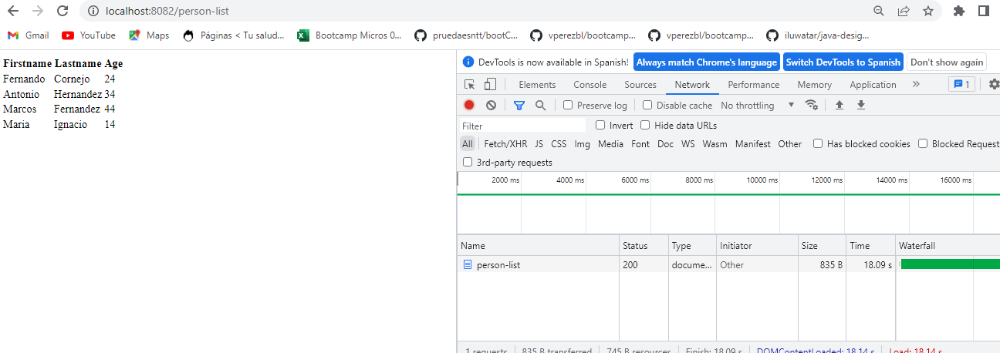 localhost:8082/person-list
Gmail YouTube Maps Páginas < Tu salud... Bootcamp Micros 0... pruedaesntt/bootC... vperezbl/bootcamp... vperezbl/bootcamp... iluwatar/java-desig...
Firstname Lastname Age
Fernando Cornejo 24
Antonio Hernandez 34
Marcos Fernandez 44
Maria Ignacio 14
DevTools is now available in Spanish! Always match Chrome's language Switch DevTools to Spanish Don't show again
Elements Console Sources Network Performance Memory Application » 1
Preserve log Disable cache No throttling
Filter Invert Hide data URLs
All Fetch/XHR JS CSS Img Media Font Doc WS Wasm Manifest Other Has blocked cookies Blocked Request
3rd-party requests
2000 ms 4000 ms 6000 ms 8000 ms 10000 ms 12000 ms 14000 ms 16000 ms
Name Status Type Initiator Size Time Waterfall
person-list 200 docume... Other 835 B 18.09 s
1 requests 835 B transferred 745 B resources Finish: 18.09 s DOMContentLoaded: 18.14 s Load: 18.14 s